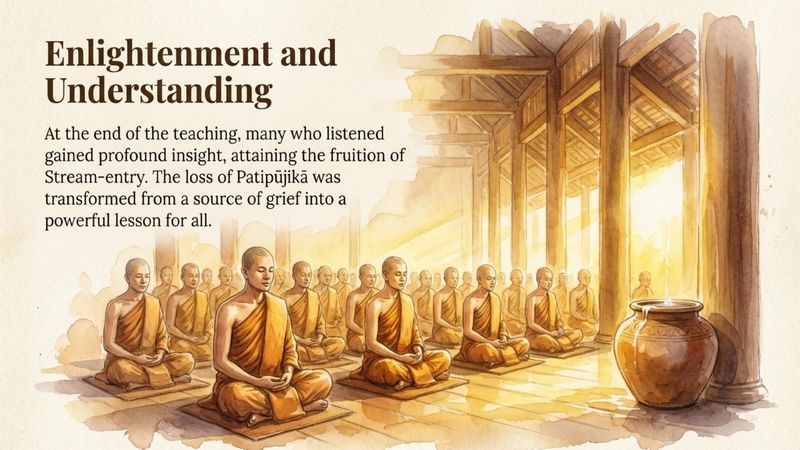 Enlightenment and
Understanding
At the end of the teaching, many who listened
gained profound insight, attaining the fruition of
Stream-entry. The loss of Patipūjikā was
transformed from a source of grief into a
powerful lesson for all.